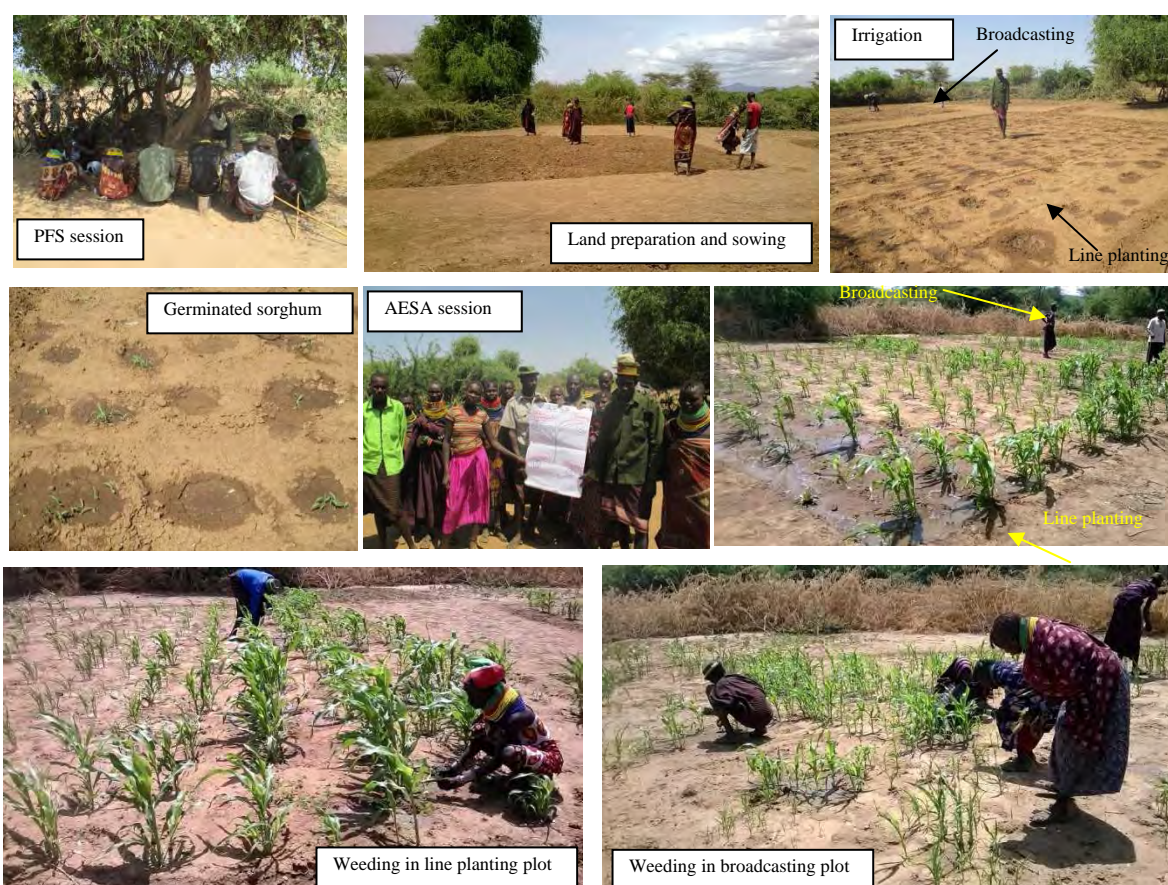 PFS session
Land preparation and sowing
Irrigation
Broadcasting
Line planting
Germinated sorghum
AESA session
Broadcasting
Line planting
Weeding in line planting plot
Weeding in broadcasting plot